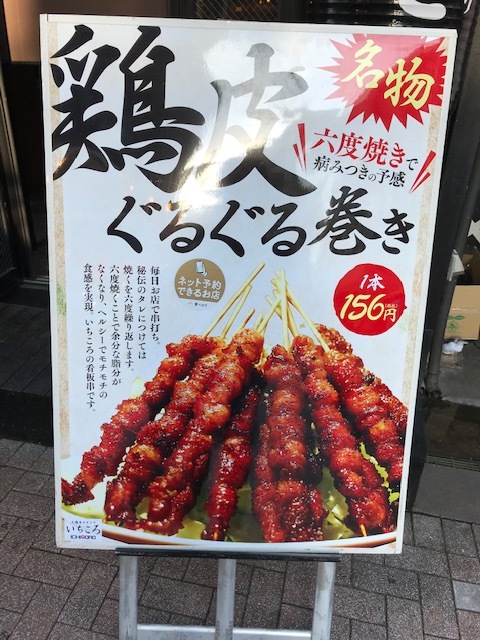 名物
鶏皮
六度焼きで
病みつきの予感
ぐるぐる巻き
1本
156円
ネット予約
できるお店
毎日お店で串打ち。
秘伝のタレにつけては
焼くを六度繰り返します。
六度焼くことで余分な脂分が
なくなり、ヘルシーでモチモチの
食感を実現。いちころの看板串です。
いちころ